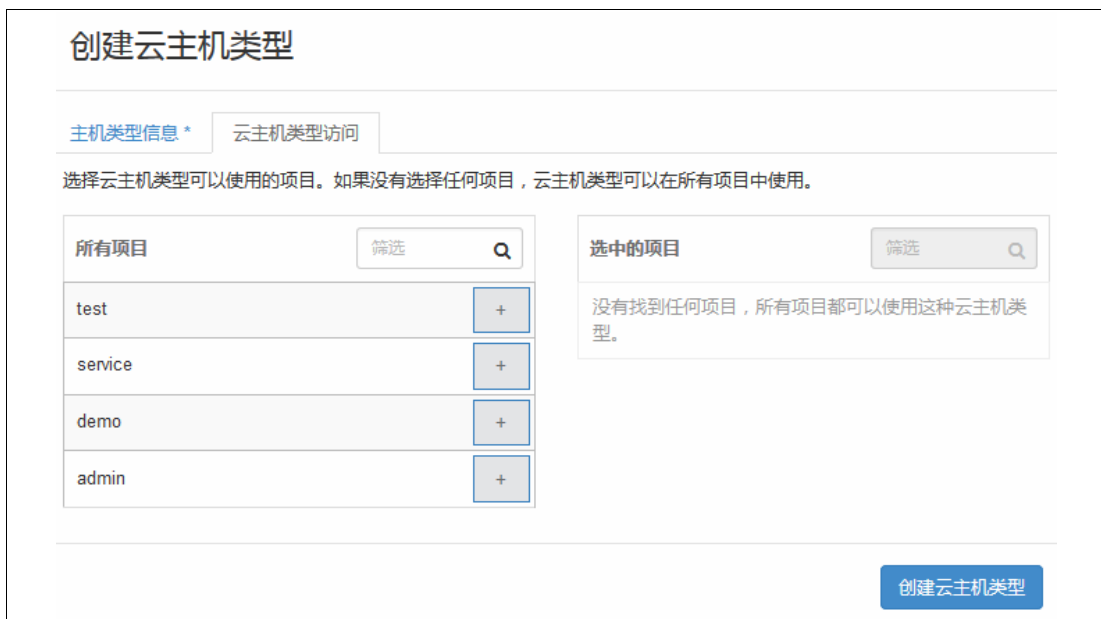 创建云主机类型
主机类型信息 *
云主机类型访问
选择云主机类型可以使用的项目。如果没有选择任何项目，云主机类型可以在所有项目中使用。
所有项目
筛选
test
+
service
+
demo
+
admin
+
选中的项目
筛选
没有找到任何项目，所有项目都可以使用这种云主机类
型。
创建云主机类型